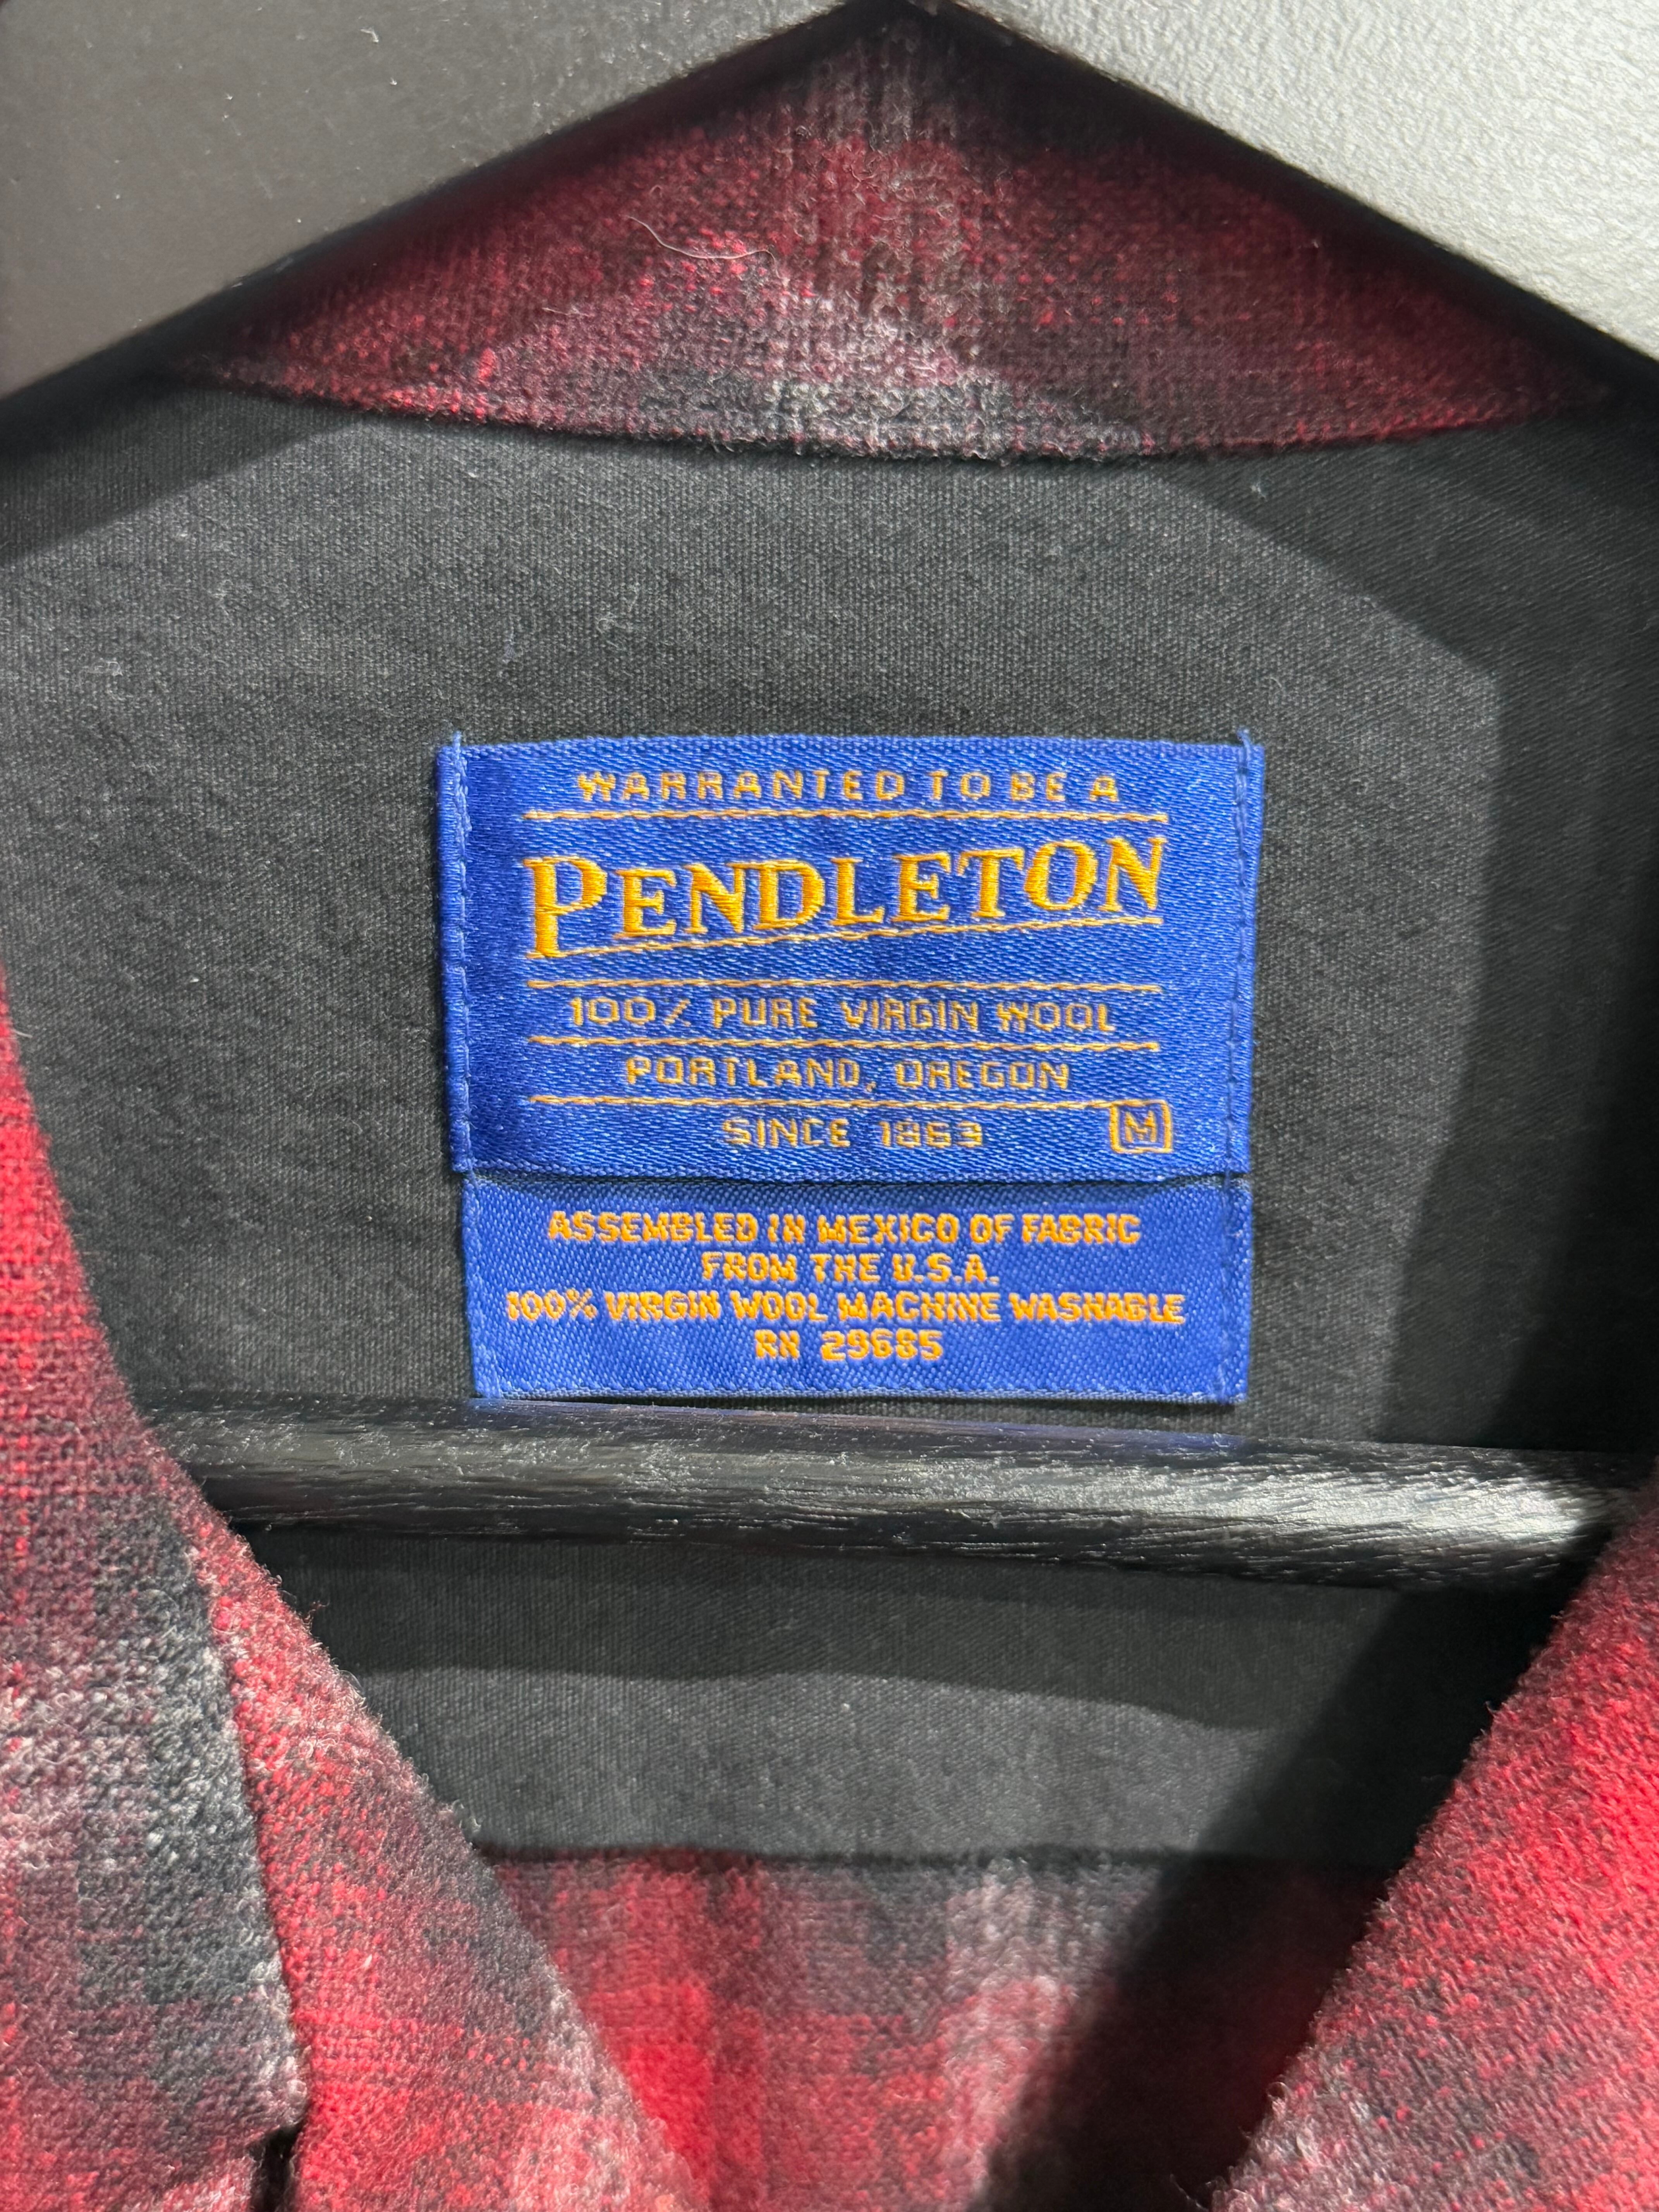 WARRANTED TO BE A
PENDLETON
100% PURE VIRGIN WOOL
PORTLAND, OREGON
SINCE 1863 M
ASSEMBLED IN MEXICO OF FABRIC
FROM THE U.S.A.
100% VIRGIN WOOL MACHINE WASHABLE
RN 29685